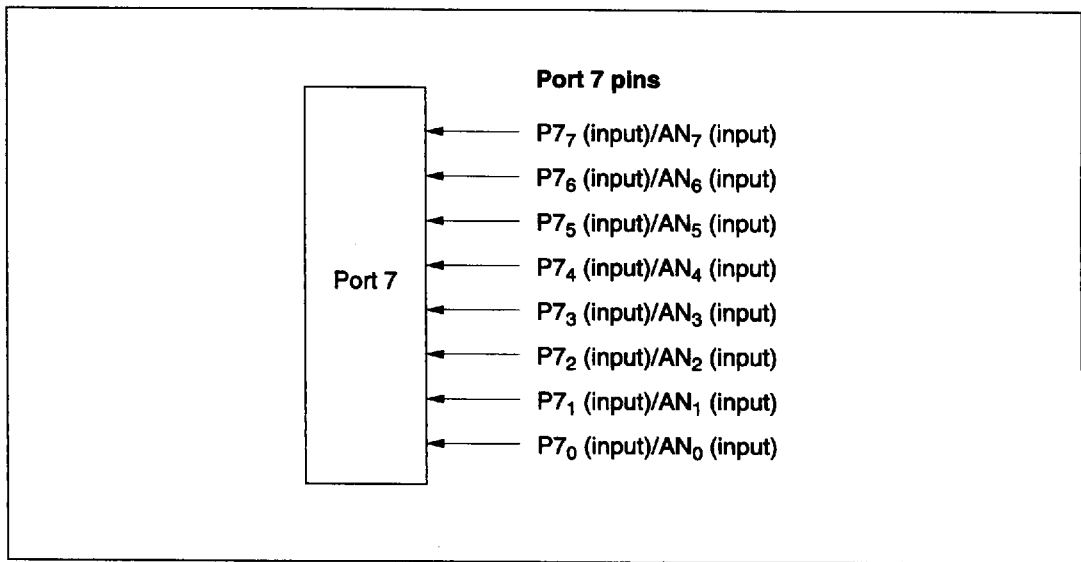 Port 7 pins
P7₇ (input)/AN₇ (input)
P7₆ (input)/AN₆ (input)
P7₅ (input)/AN₅ (input)
P7₄ (input)/AN₄ (input)
Port 7
P7₃ (input)/AN₃ (input)
P7₂ (input)/AN₂ (input)
P7₁ (input)/AN₁ (input)
P7₀ (input)/AN₀ (input)